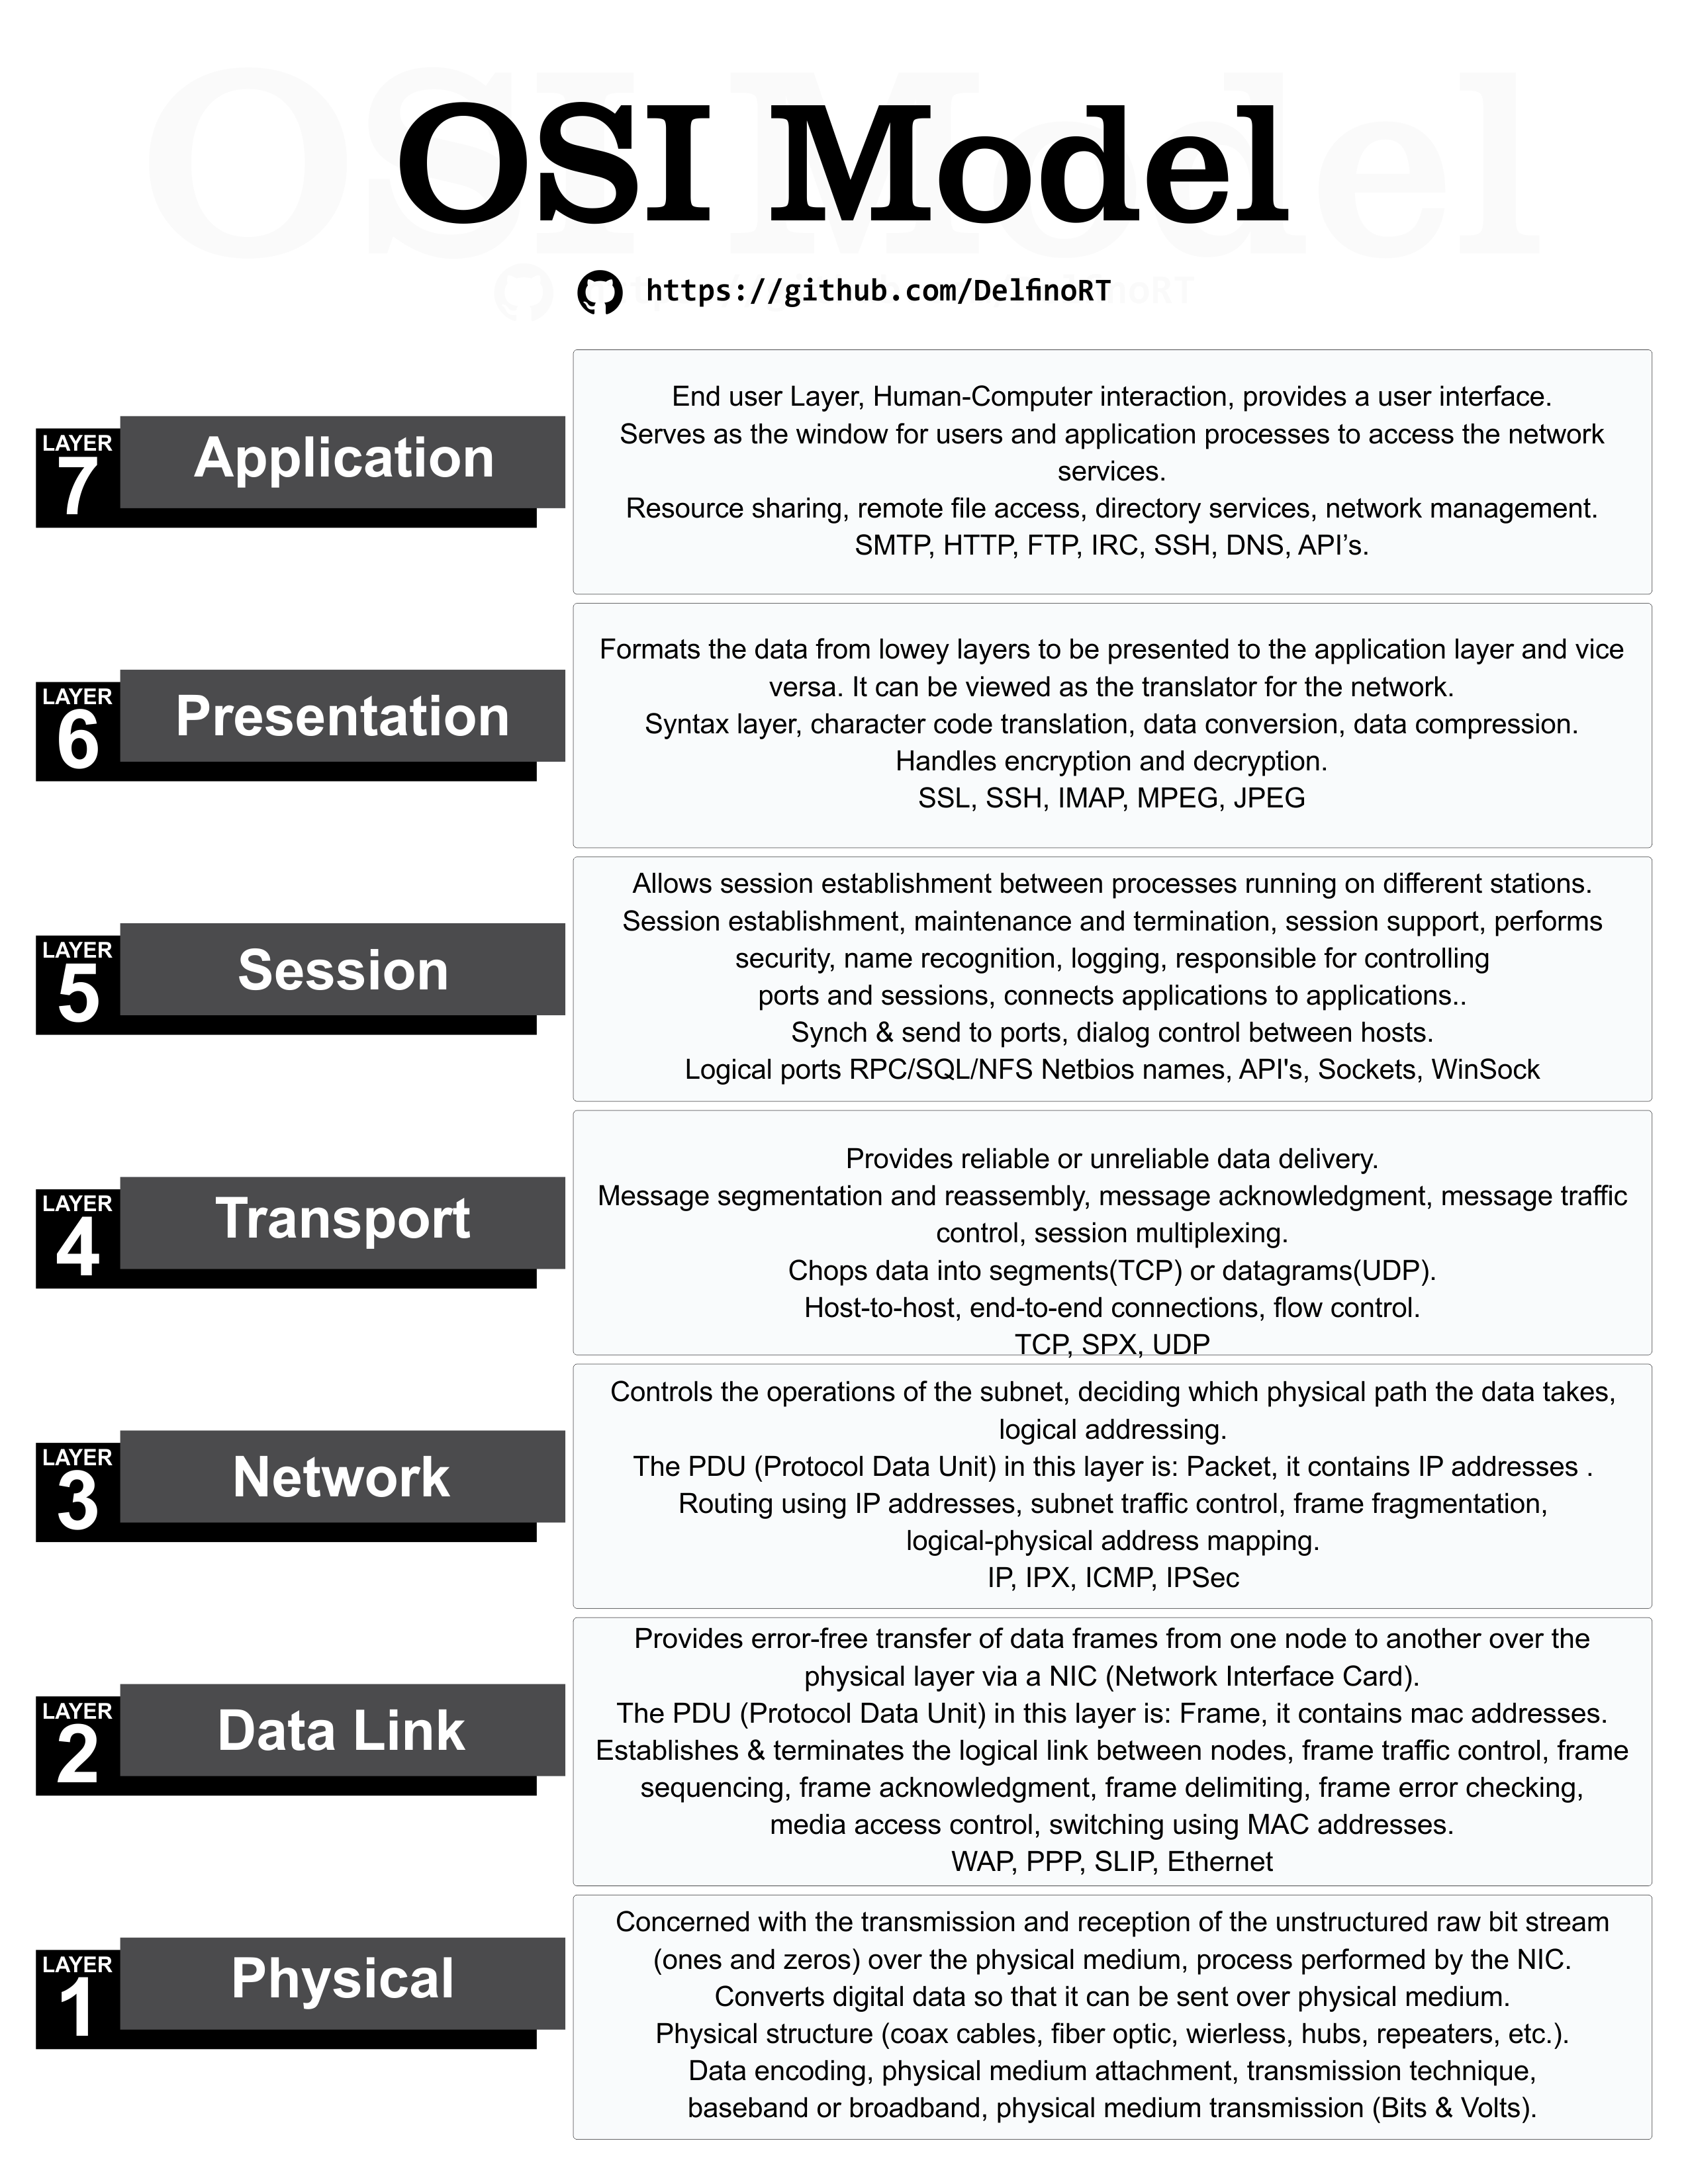 OSI Model
https://github.com/DelfinoRT
LAYER
7
Application
End user Layer, Human-Computer interaction, provides a user interface.
Serves as the window for users and application processes to access the network
services.
Resource sharing, remote file access, directory services, network management.
SMTP, HTTP, FTP, IRC, SSH, DNS, API’s.
LAYER
6
Presentation
Formats the data from lowey layers to be presented to the application layer and vice
versa. It can be viewed as the translator for the network.
Syntax layer, character code translation, data conversion, data compression.
Handles encryption and decryption.
SSL, SSH, IMAP, MPEG, JPEG
LAYER
5
Session
Allows session establishment between processes running on different stations.
Session establishment, maintenance and termination, session support, performs
security, name recognition, logging, responsible for controlling
ports and sessions, connects applications to applications..
Synch & send to ports, dialog control between hosts.
Logical ports RPC/SQL/NFS Netbios names, API's, Sockets, WinSock
LAYER
4
Transport
Provides reliable or unreliable data delivery.
Message segmentation and reassembly, message acknowledgment, message traffic
control, session multiplexing.
Chops data into segments(TCP) or datagrams(UDP).
Host-to-host, end-to-end connections, flow control.
TCP, SPX, UDP
LAYER
3
Network
Controls the operations of the subnet, deciding which physical path the data takes,
logical addressing.
The PDU (Protocol Data Unit) in this layer is: Packet, it contains IP addresses .
Routing using IP addresses, subnet traffic control, frame fragmentation,
logical-physical address mapping.
IP, IPX, ICMP, IPSec
LAYER
2
Data Link
Provides error-free transfer of data frames from one node to another over the
physical layer via a NIC (Network Interface Card).
The PDU (Protocol Data Unit) in this layer is: Frame, it contains mac addresses.
Establishes & terminates the logical link between nodes, frame traffic control, frame
sequencing, frame acknowledgment, frame delimiting, frame error checking,
media access control, switching using MAC addresses.
WAP, PPP, SLIP, Ethernet
LAYER
1
Physical
Concerned with the transmission and reception of the unstructured raw bit stream
(ones and zeros) over the physical medium, process performed by the NIC.
Converts digital data so that it can be sent over physical medium.
Physical structure (coax cables, fiber optic, wierless, hubs, repeaters, etc.).
Data encoding, physical medium attachment, transmission technique,
baseband or broadband, physical medium transmission (Bits & Volts).